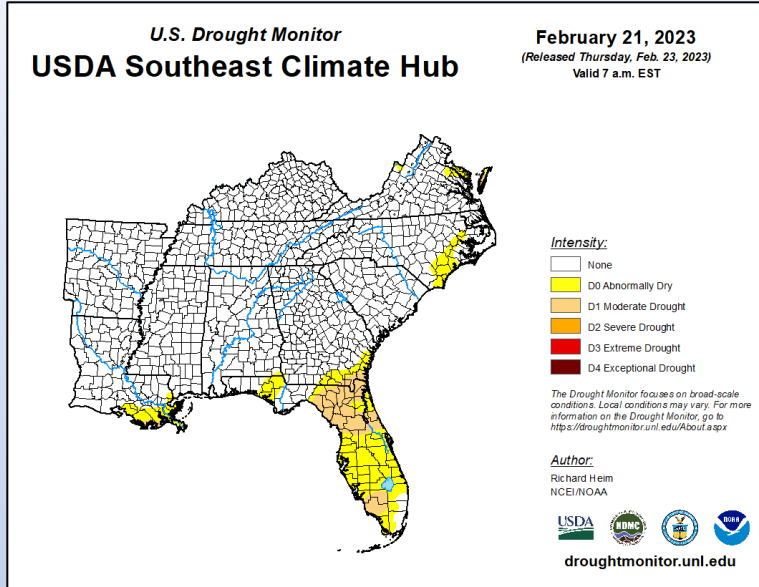 U.S. Drought Monitor
USDA Southeast Climate Hub
February 21, 2023
(Released Thursday, Feb. 23, 2023)
Valid 7 a.m. EST
Intensity:
None
D0 Abnormally Dry
D1 Moderate Drought
D2 Severe Drought
D3 Extreme Drought
D4 Exceptional Drought
The Drought Monitor focuses on broad-scale
conditions. Local conditions may vary. For more
information on the Drought Monitor, go to
https://droughtmonitor.unl.edu/About.aspx
Author:
Richard Heim
NCEI/NOAA
USDA
NDMC
NOAA
droughtmonitor.unl.edu